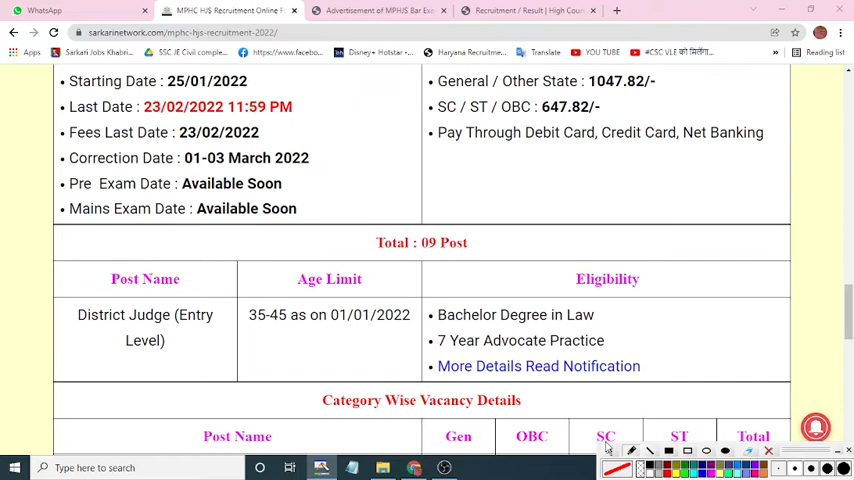 WhatsApp
MPHC HJS Recruitment Online F
Advertisement of MPHJS Bar Exa
Recruitment / Result | High Cour
sarkarinetwork.com/mphc-hjs-recruitment-2022/
Apps
Sarkari Jobs Khabri...
SSC JE Civil comple...
https://www.facebo...
Disney+ Hotstar -...
Haryana Recruitme...
Translate
YOU TUBE
#CSC VLE को मिलेंगा...
Reading list
• Starting Date : 25/01/2022
• Last Date : 23/02/2022 11:59 PM
• Fees Last Date : 23/02/2022
• Correction Date : 01-03 March 2022
• Pre Exam Date : Available Soon
• Mains Exam Date : Available Soon
• General / Other State : 1047.82/-
• SC / ST / OBC : 647.82/-
• Pay Through Debit Card, Credit Card, Net Banking
Total : 09 Post
Post Name
Age Limit
Eligibility
District Judge (Entry
Level)
35-45 as on 01/01/2022
• Bachelor Degree in Law
• 7 Year Advocate Practice
• More Details Read Notification
Category Wise Vacancy Details
Post Name
Gen
OBC
SC
ST
Total
Type here to search